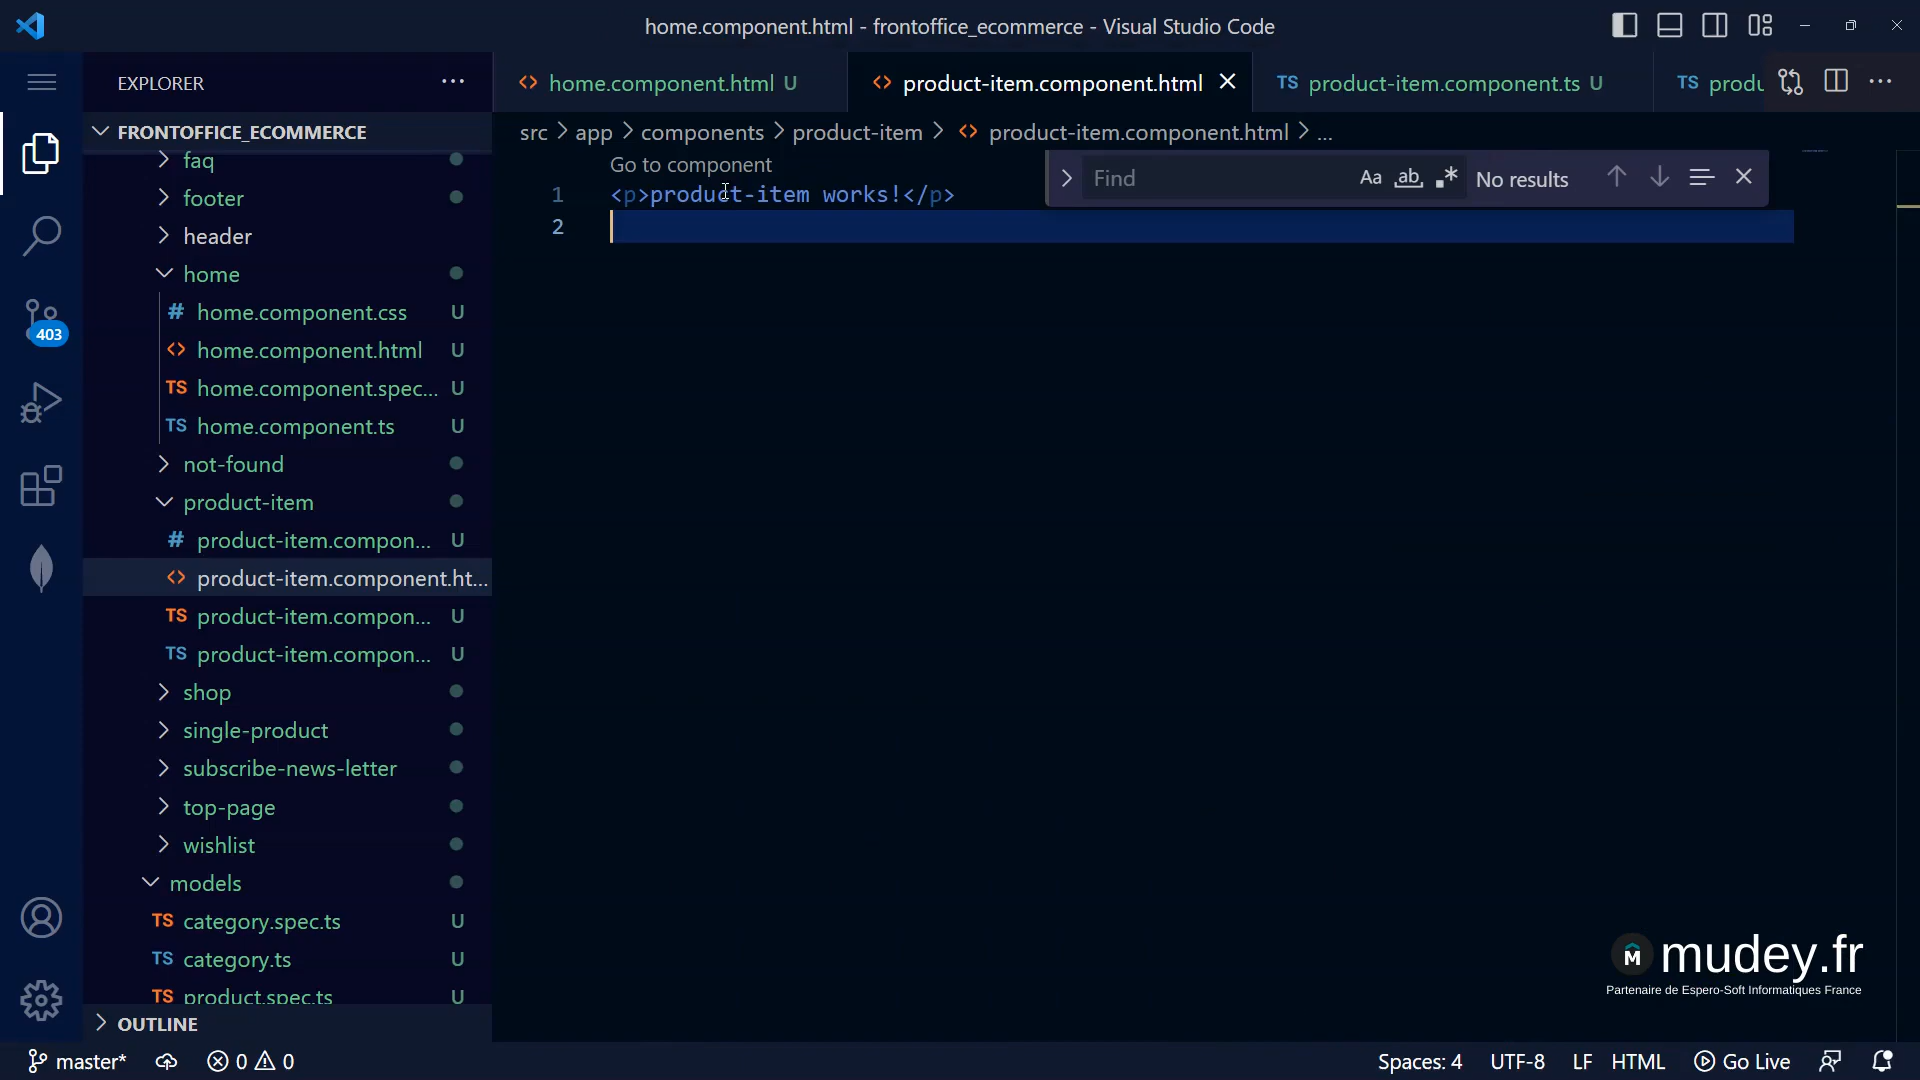 home.component.html - frontoffice_ecommerce - Visual Studio Code
EXPLORER
home.component.html U
product-item.component.html
TS product-item.component.ts U
TS produ
FRONTOFFICE_ECOMMERCE
src > app > components > product-item > product-item.component.html > ...
Go to component
1 <p>product-item works!</p>
2
Find
Aa
ab
.*
No results
faq
footer
header
home
# home.component.css U
<> home.component.html U
TS home.component.spec... U
TS home.component.ts U
not-found
product-item
# product-item.compon... U
<> product-item.component.ht...
TS product-item.compon... U
TS product-item.compon... U
shop
single-product
subscribe-news-letter
top-page
wishlist
models
TS category.spec.ts U
TS category.ts U
TS product.spec.ts U
OUTLINE
403
M mudey.fr
Partenaire de Espero-Soft Informatiques France
master*
0
0
Spaces: 4
UTF-8
LF
HTML
Go Live